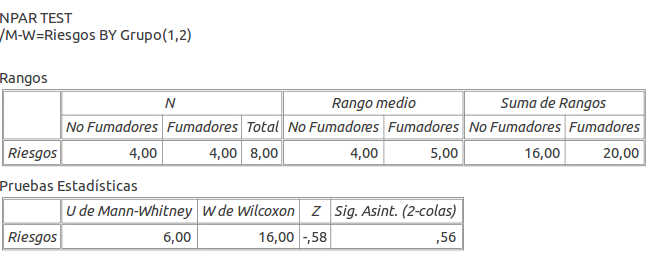 NPAR TEST
/M-W=Riesgos BY Grupo(1,2)
Rangos
N Rango medio Suma de Rangos
No Fumadores Fumadores Total No Fumadores Fumadores No Fumadores Fumadores
Riesgos 4,00 4,00 8,00 4,00 5,00 16,00 20,00
Pruebas Estadísticas
U de Mann-Whitney W de Wilcoxon Z Sig. Asint. (2-colas)
Riesgos 6,00 16,00 -,58 ,56